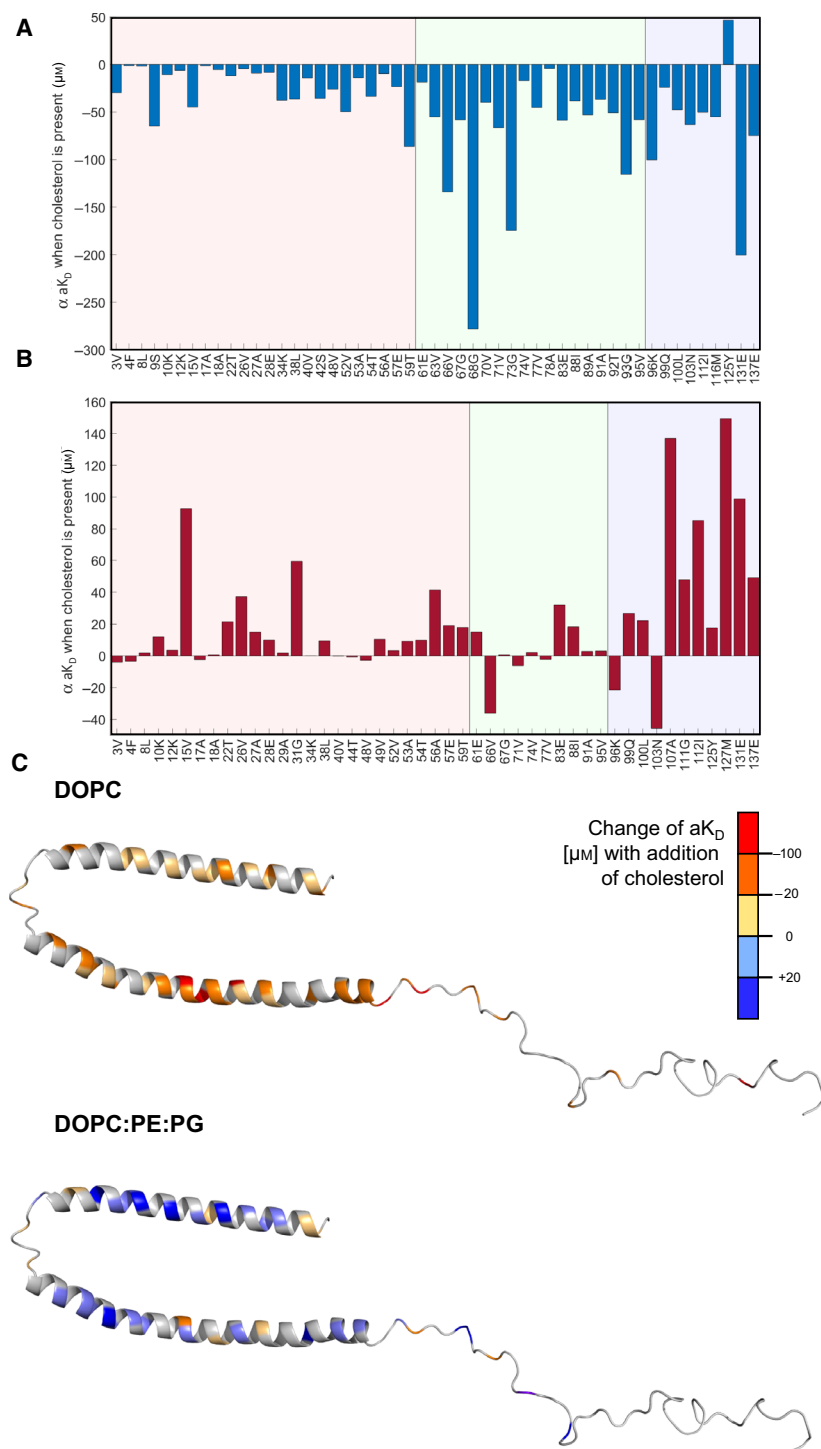 A
α aK_D when cholesterol is present (μM)
50
0
−50
−100
−150
−200
−250
−300
3V 4F 8L 9S 10K 12K 15V 17A 18A 22T 26V 27A 28E 34K 38L 40V 42S 48V 52V 53A 54T 56A 57E 59T 61E 63V 66V 67G 68G 70V 71V 73G 74V 77V 78A 83E 88I 89A 91A 92T 93G 95V 96K 99Q 100L 103N 112I 116M 125Y 131E 137E
B
α aK_D when cholesterol is present (μM)
160
140
120
100
80
60
40
20
0
−20
−40
3V 4F 8L 10K 12K 15V 17A 18A 22T 26V 27A 28E 29A 31G 34K 38L 40V 44T 48V 49V 52V 53A 54T 56A 57E 59T 61E 66V 67G 71V 74V 77V 83E 88I 91A 95V 96K 99Q 100L 103N 107A 111G 112I 125Y 127M 131E 137E
C
DOPC
Change of aK_D
[μM] with addition
of cholesterol
−100
−20
0
+20
DOPC:PE:PG